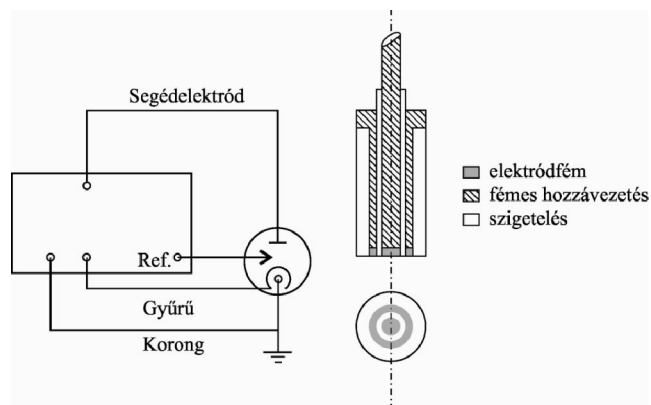 Segédelektród
Ref.
Gyűrű
Korong
elektródfém
fémes hozzávezetés
szigetelés